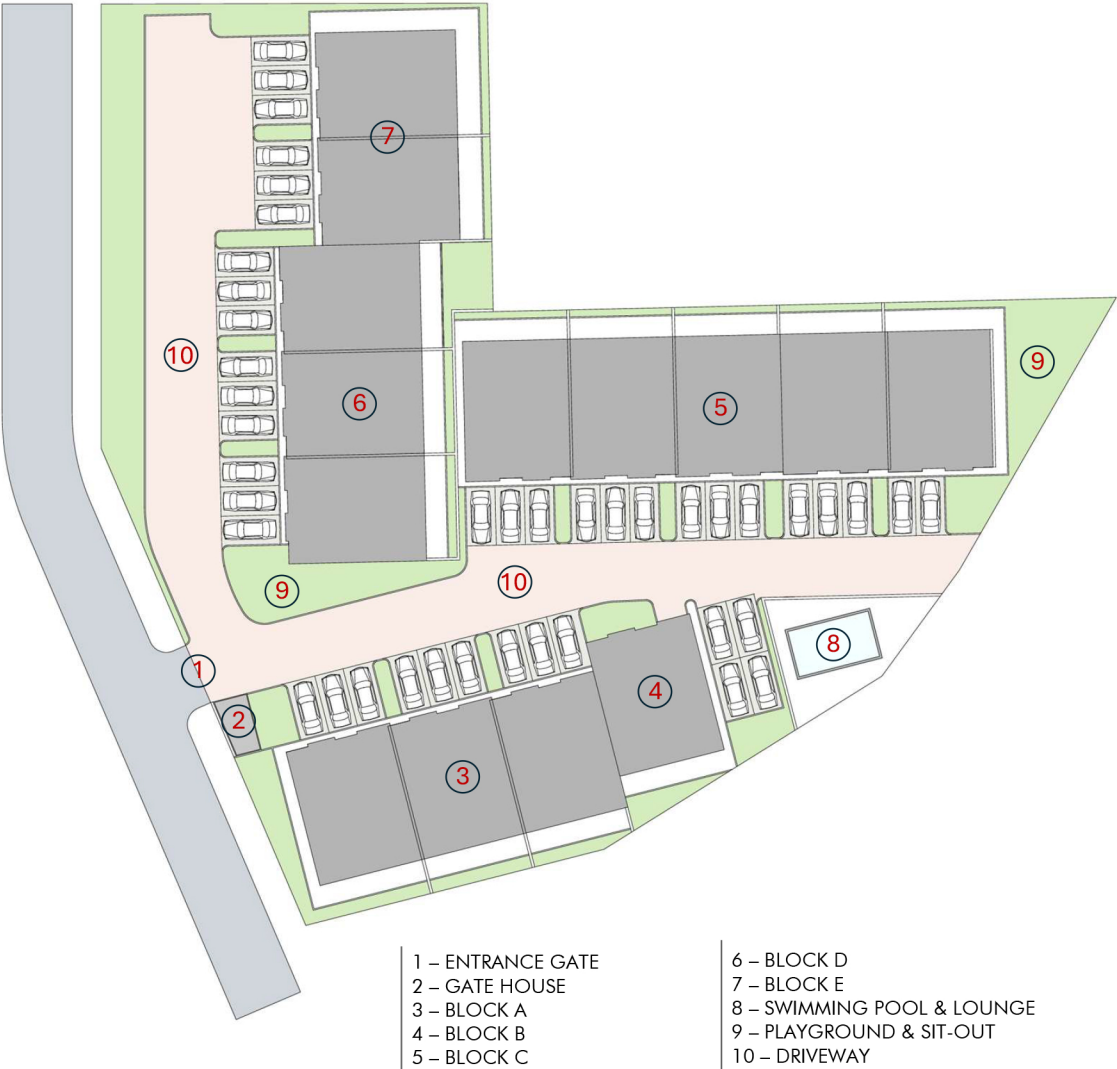 7
10
9
6
5
10
9
1
8
4
2
3
1 – ENTRANCE GATE
2 – GATE HOUSE
3 – BLOCK A
4 – BLOCK B
5 – BLOCK C
6 – BLOCK D
7 – BLOCK E
8 – SWIMMING POOL & LOUNGE
9 – PLAYGROUND & SIT-OUT
10 – DRIVEWAY